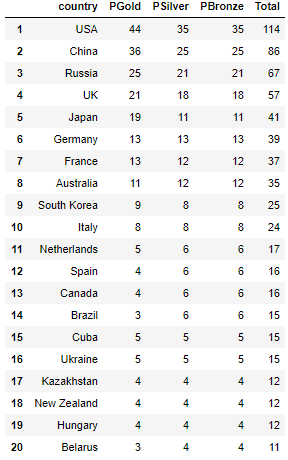 country PGold PSilver PBronze Total
1 USA 44 35 35 114
2 China 36 25 25 86
3 Russia 25 21 21 67
4 UK 21 18 18 57
5 Japan 19 11 11 41
6 Germany 13 13 13 39
7 France 13 12 12 37
8 Australia 11 12 12 35
9 South Korea 9 8 8 25
10 Italy 8 8 8 24
11 Netherlands 5 6 6 17
12 Spain 4 6 6 16
13 Canada 4 6 6 16
14 Brazil 3 6 6 15
15 Cuba 5 5 5 15
16 Ukraine 5 5 5 15
17 Kazakhstan 4 4 4 12
18 New Zealand 4 4 4 12
19 Hungary 4 4 4 12
20 Belarus 3 4 4 11